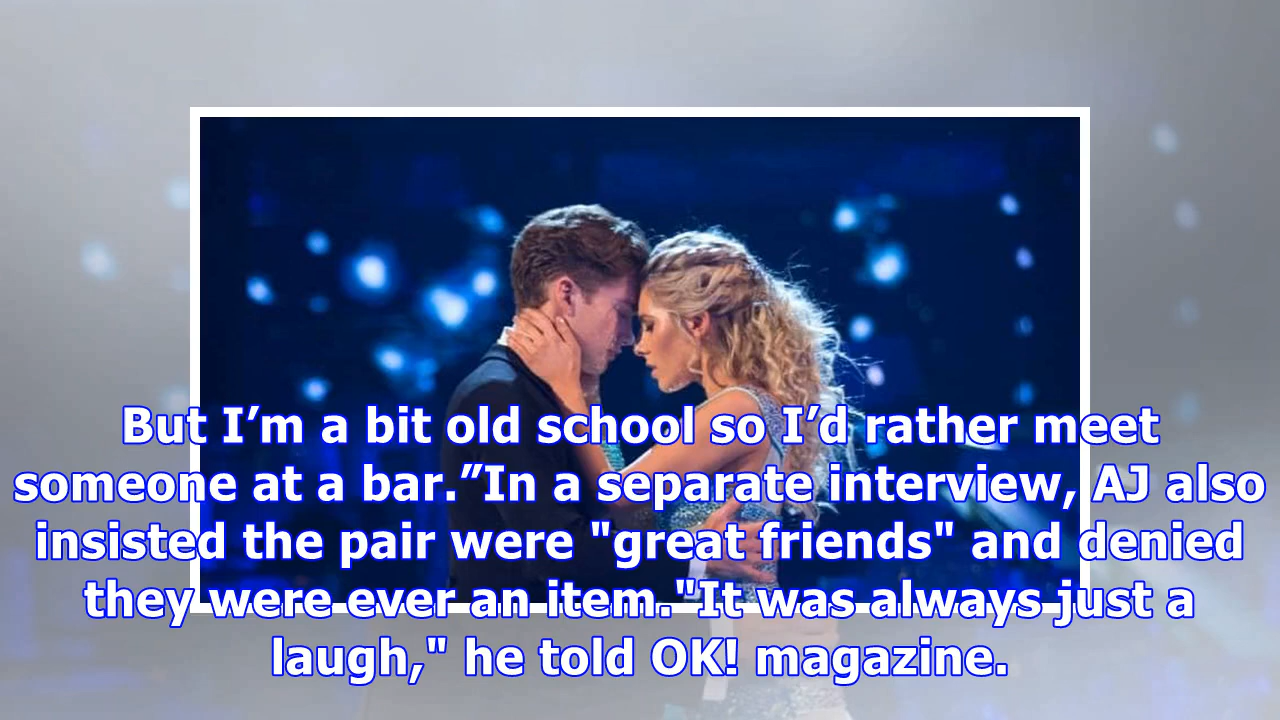 But I’m a bit old school so I’d rather meet
someone at a bar.”In a separate interview, AJ also
insisted the pair were "great friends" and denied
they were ever an item."It was always just a
laugh," he told OK! magazine.